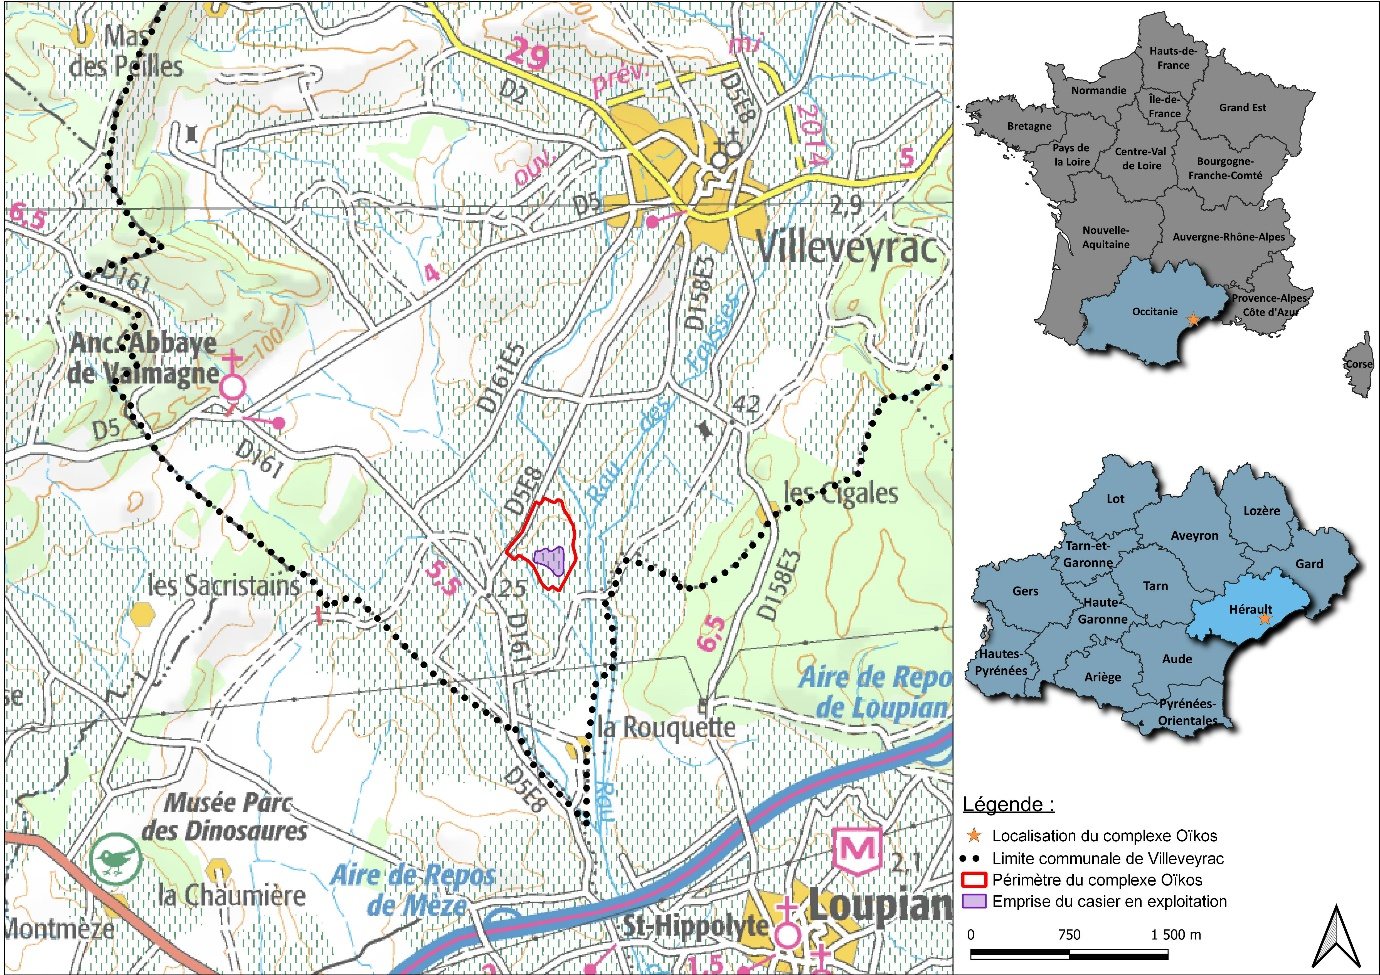 Mas
des Peilles
29
D2
prév.
mi
D5E8
2014
5
ouv.
D5
2,9
Villeveyrac
6,5
D161
4
D158E3
Faysses
des
Rau
Anc. Abbaye
de Valmagne
100
D161E5
42
D5
D161
D5E8
les Cigales
5,5
25
les Sacristains
D161
D158E3
6,5
Aire de Repo
de Loupian
se
la Rouquette
D5E8
Rau
Musée Parc
des Dinosaures
la Chaumière
Aire de Repos
de Mèze
Montmèze
M
2,1
2
Loupian
St-Hippolyte
1,5
Hauts-de-
France
Normandie
Île-de-
France
Grand Est
Bretagne
Pays de
la Loire
Centre-Val
de Loire
Bourgogne-
Franche-Comté
Nouvelle-
Aquitaine
Auvergne-Rhône-Alpes
Occitanie
Provence-Alpes-
Côte d'Azur
Corse
Lot
Lozère
Aveyron
Tarn-et-
Garonne
Gard
Gers
Tarn
Haute-
Garonne
Hérault
Hautes-
Pyrénées
Aude
Ariège
Pyrénées-
Orientales
Légende :
Localisation du complexe Oïkos
Limite communale de Villeveyrac
Périmètre du complexe Oïkos
Emprise du casier en exploitation
0 750 1 500 m